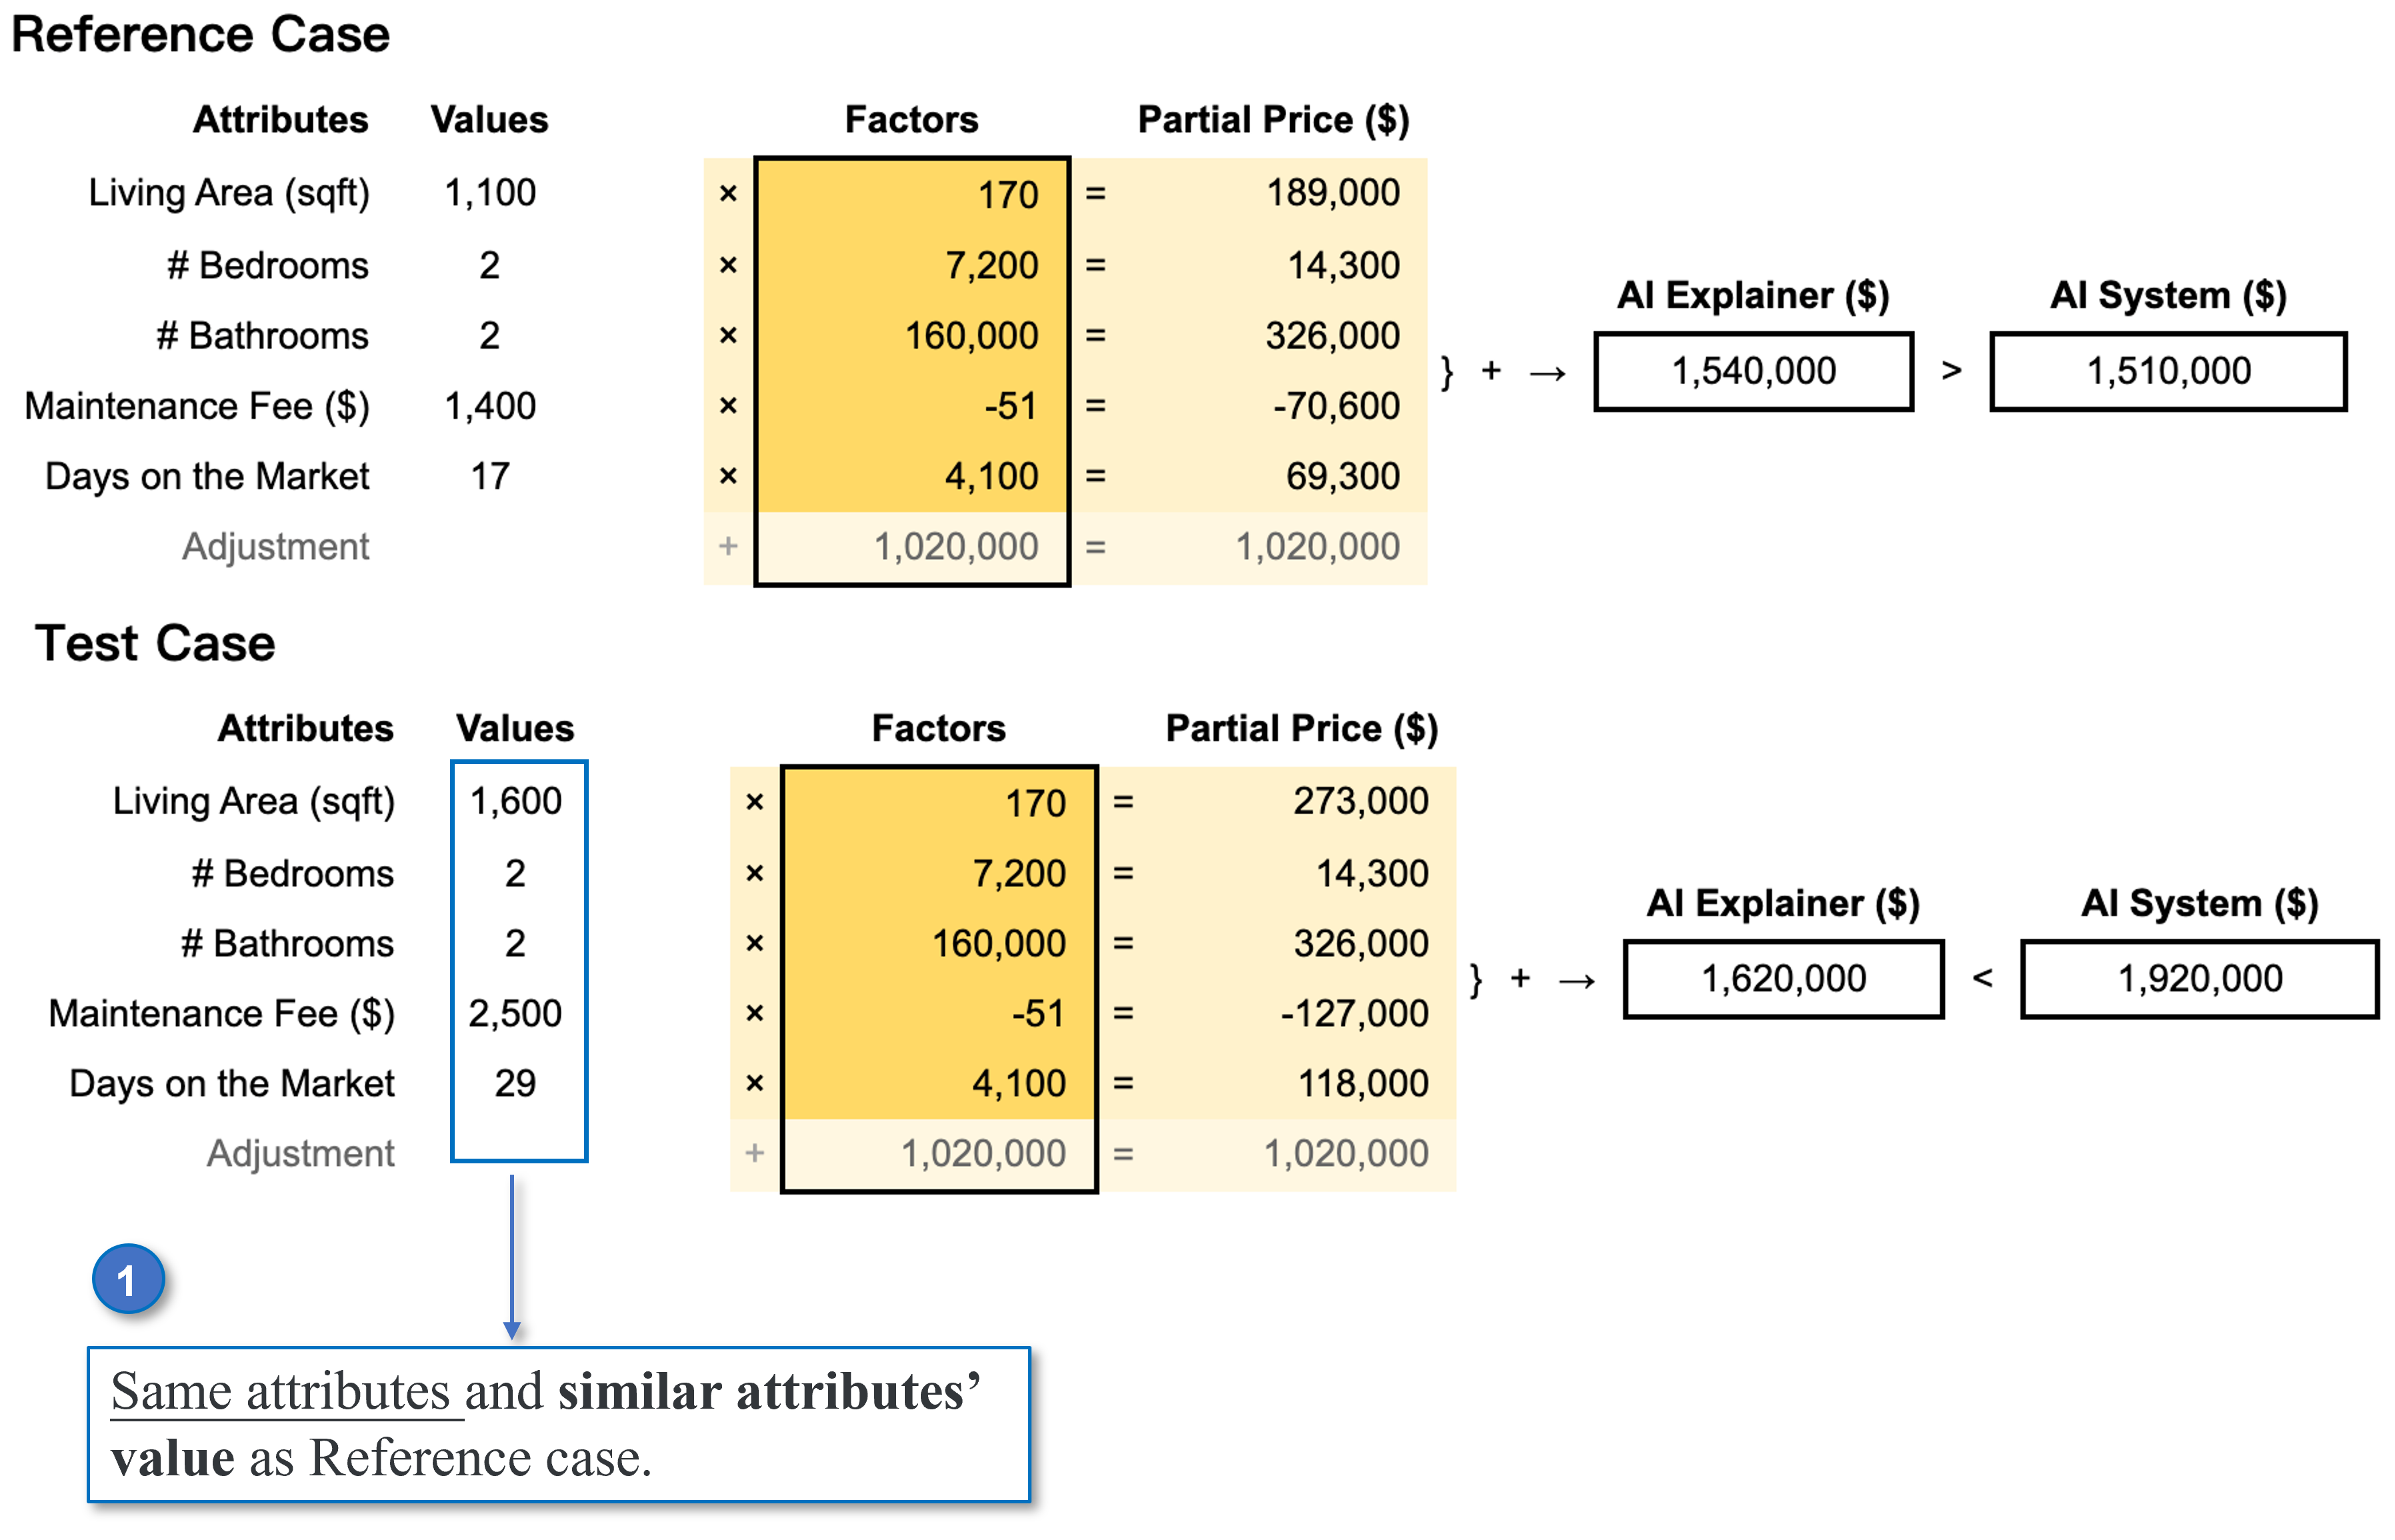 Reference Case
Attributes Values Factors Partial Price ($)
Living Area (sqft) 1,100 × 170 = 189,000
# Bedrooms 2 × 7,200 = 14,300
AI Explainer ($) AI System ($)
# Bathrooms 2 × 160,000 = 326,000
} + → 1,540,000 > 1,510,000
Maintenance Fee ($) 1,400 × -51 = -70,600
Days on the Market 17 × 4,100 = 69,300
Adjustment + 1,020,000 = 1,020,000
Test Case
Attributes Values Factors Partial Price ($)
Living Area (sqft) 1,600 × 170 = 273,000
# Bedrooms 2 × 7,200 = 14,300
AI Explainer ($) AI System ($)
# Bathrooms 2 × 160,000 = 326,000
} + → 1,620,000 < 1,920,000
Maintenance Fee ($) 2,500 × -51 = -127,000
Days on the Market 29 × 4,100 = 118,000
Adjustment + 1,020,000 = 1,020,000
1
Same attributes and similar attributes’
value as Reference case.